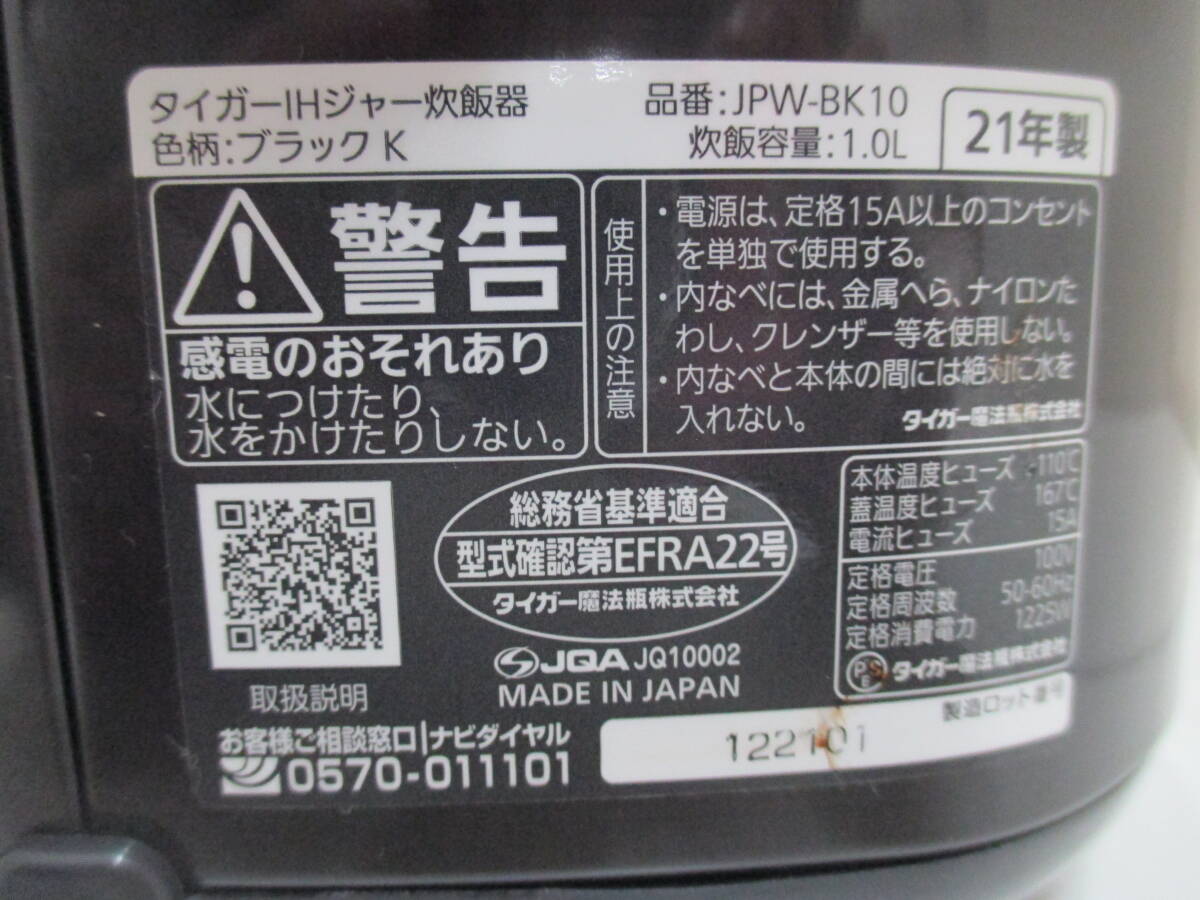 タイガーIHジャー炊飯器
色柄:ブラック K
品番:JPW-BK10
炊飯容量:1.0L
21年製
警告
感電のおそれあり
水につけたり、
水をかけたりしない。
使用上の注意
・電源は、定格15A以上のコンセント
を単独で使用する。
・内なべには、金属へら、ナイロンた
わし、クレンザー等を使用しない。
・内なべと本体の間には絶対に水を
入れない。
タイガー魔法瓶株式会社
取扱説明
総務省基準適合
型式確認第EFRA22号
タイガー魔法瓶株式会社
JQA JQ10002
MADE IN JAPAN
本体温度ヒューズ 110℃
蓋温度ヒューズ 167℃
電流ヒューズ 15A
定格電圧 100V
定格周波数 50-60Hz
定格消費電力 1225W
PSE タイガー魔法瓶株式会社
お客様ご相談窓口|ナビダイヤル
0570-011101
製造ロット番号
122101